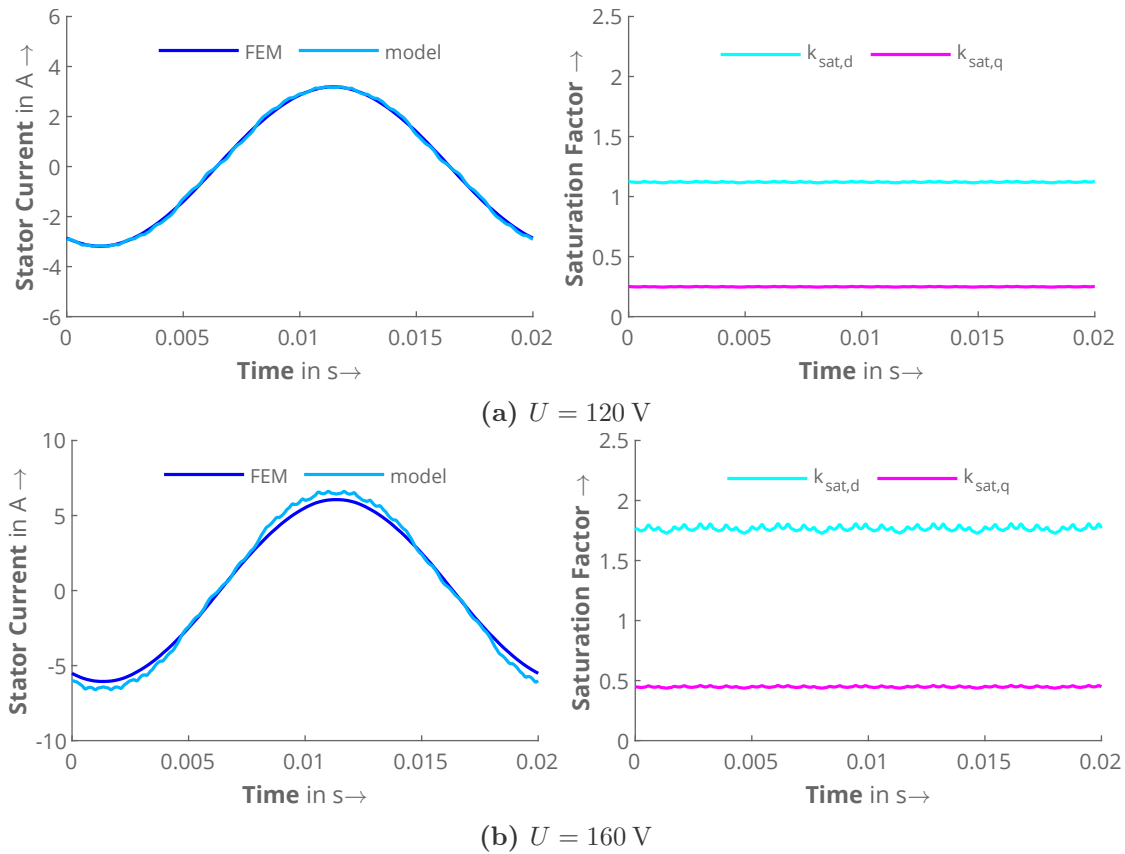 Stator Current in A →
6
4
2
0
-2
-4
-6
FEM model
0 0.005 0.01 0.015 0.02
Time in s→
Saturation Factor →
2.5
2
1.5
1
0.5
0
k_sat,d k_sat,q
0 0.005 0.01 0.015 0.02
Time in s→
(a) U = 120 V
Stator Current in A →
10
5
0
-5
-10
FEM model
0 0.005 0.01 0.015 0.02
Time in s→
Saturation Factor →
2.5
2
1.5
1
0.5
0
k_sat,d k_sat,q
0 0.005 0.01 0.015 0.02
Time in s→
(b) U = 160 V